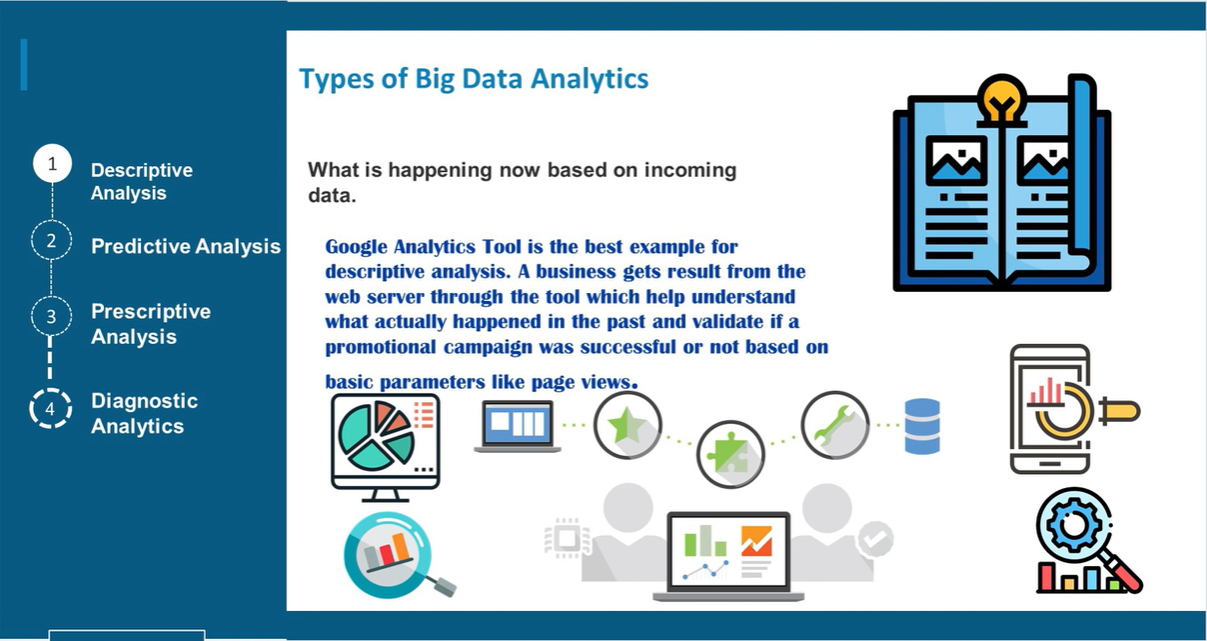 Types of Big Data Analytics
1
Descriptive
Analysis
2
Predictive Analysis
3
Prescriptive
Analysis
4
Diagnostic
Analytics
What is happening now based on incoming
data.
Google Analytics Tool is the best example for
descriptive analysis. A business gets result from the
web server through the tool which help understand
what actually happened in the past and validate if a
promotional campaign was successful or not based on
basic parameters like page views.